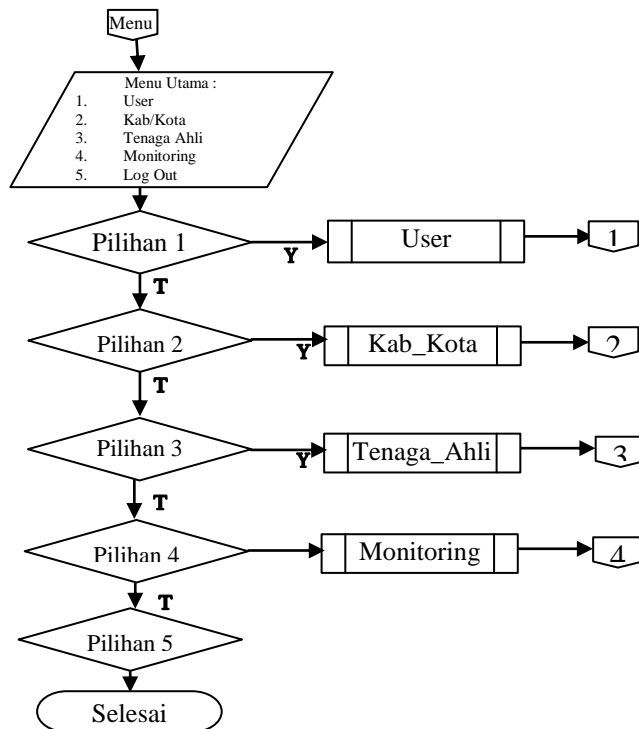 Menu
Menu Utama :
1. User
2. Kab/Kota
3. Tenaga Ahli
4. Monitoring
5. Log Out
Pilihan 1
Y
User
1
T
Pilihan 2
Y
Kab_Kota
2
T
Pilihan 3
Y
Tenaga_Ahli
3
T
Pilihan 4
Monitoring
4
T
Pilihan 5
Selesai